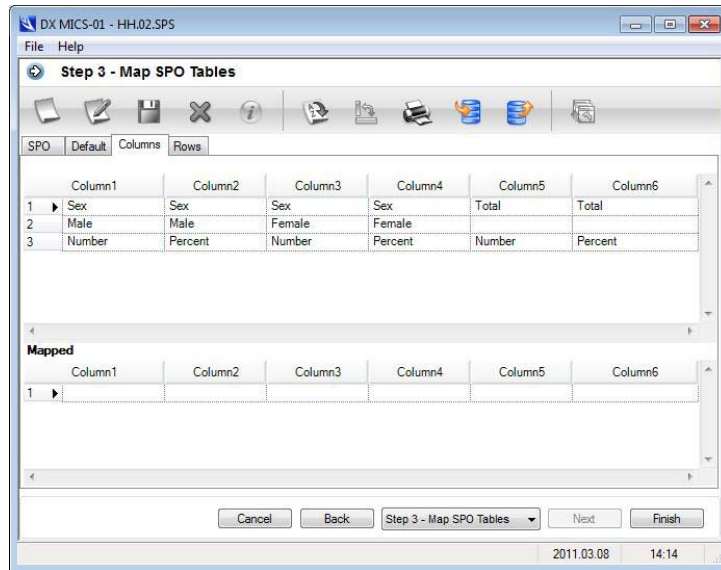 DX MICS-01 - HH.02.SPS
File Help
Step 3 - Map SPO Tables
SPO Default Columns Rows
Column1 Column2 Column3 Column4 Column5 Column6
1 Sex Sex Sex Sex Total Total
2 Male Male Female Female
3 Number Percent Number Percent Number Percent
Mapped
Column1 Column2 Column3 Column4 Column5 Column6
1
Cancel Back Step 3 - Map SPO Tables Next Finish
2011.03.08 14:14